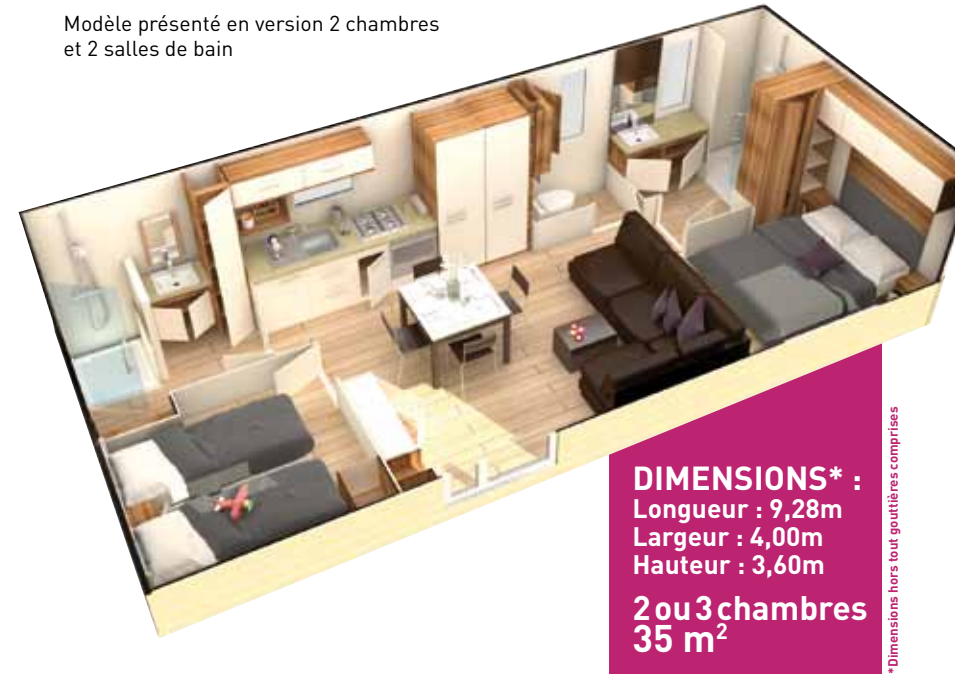 Modèle présenté en version 2 chambres
et 2 salles de bain
DIMENSIONS* :
Longueur : 9,28m
Largeur : 4,00m
Hauteur : 3,60m
2 ou 3 chambres
35 m²
*Dimensions hors tout gouttières comprises